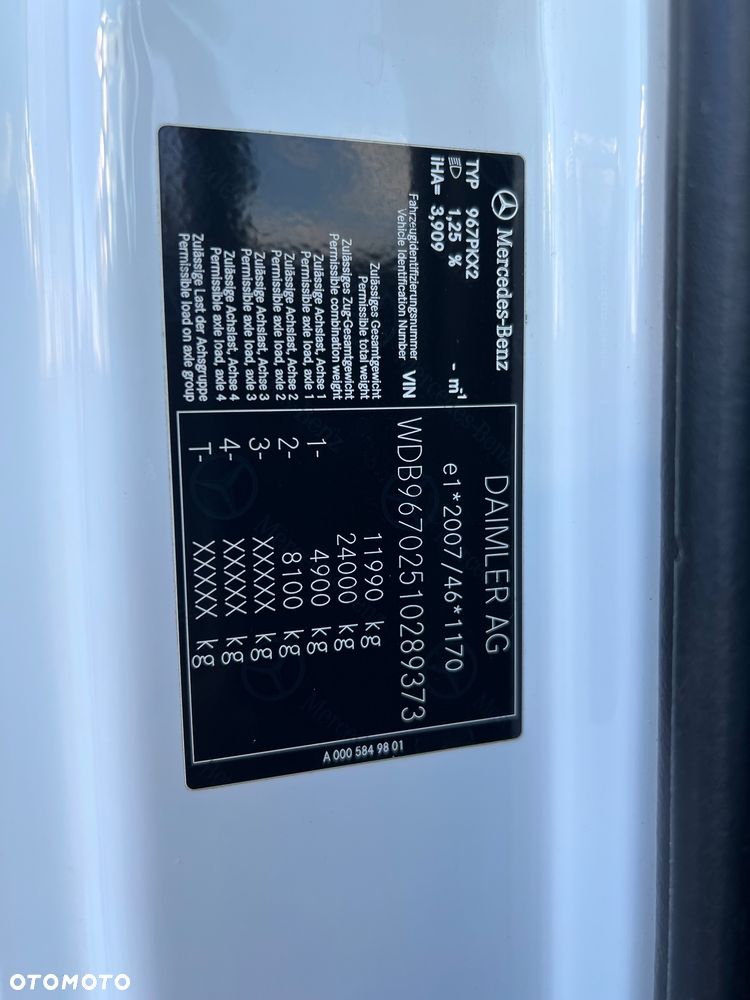 Mercedes-Benz
TYP 967PKX2
1,25 % - m⁻¹
iHA= 3,909
DAIMLER AG
e1*2007/46*1170
Fahrzeugidentifizierungsnummer
Vehicle Identification Number VIN WDB96702510289373
Zulässiges Gesamtgewicht
Permissible total weight 11990 kg
Zulässiges Zug-Gesamtgewicht
Permissible combination weight 24000 kg
Zulässige Achslast, Achse 1
Permissible axle load, axle 1 1- 4900 kg
Zulässige Achslast, Achse 2
Permissible axle load, axle 2 2- 8100 kg
Zulässige Achslast, Achse 3
Permissible axle load, axle 3 3- XXXXX kg
Zulässige Achslast, Achse 4
Permissible axle load, axle 4 4- XXXXX kg
Zulässige Last der Achsgruppe
Permissible load on axle group T- XXXXX kg
A 000 584 98 01
OTOMOTO